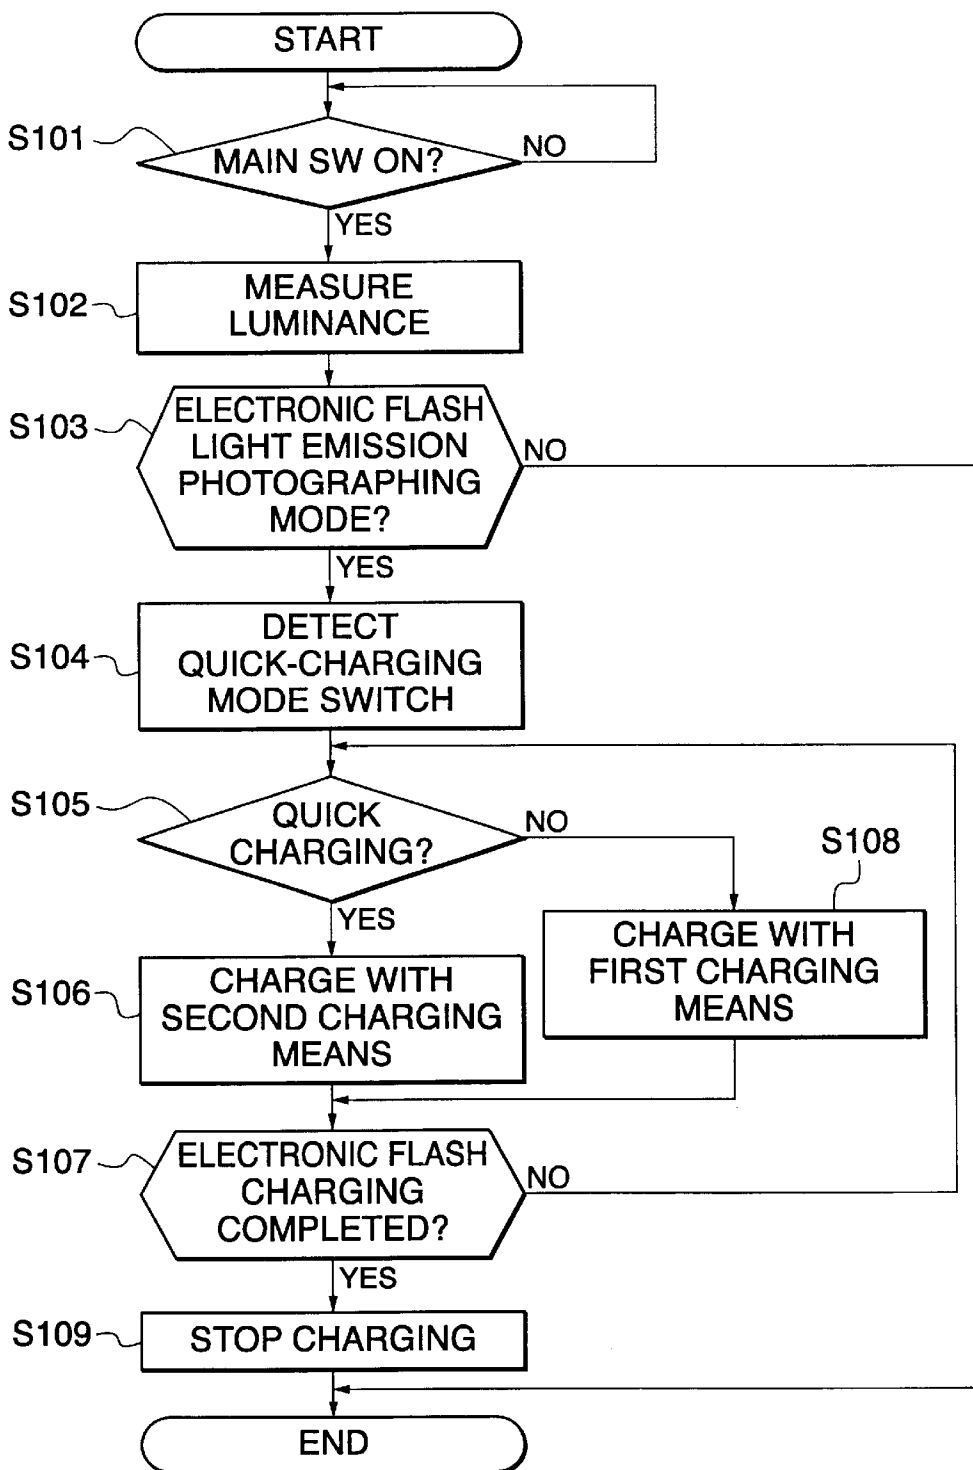 START
S101
MAIN SW ON?
NO
YES
S102
MEASURE
LUMINANCE
S103
ELECTRONIC FLASH
LIGHT EMISSION
PHOTOGRAPHING
MODE?
NO
YES
S104
DETECT
QUICK-CHARGING
MODE SWITCH
S105
QUICK
CHARGING?
NO
YES
S108
CHARGE WITH
FIRST CHARGING
MEANS
S106
CHARGE WITH
SECOND CHARGING
MEANS
S107
ELECTRONIC FLASH
CHARGING
COMPLETED?
NO
YES
S109
STOP CHARGING
END